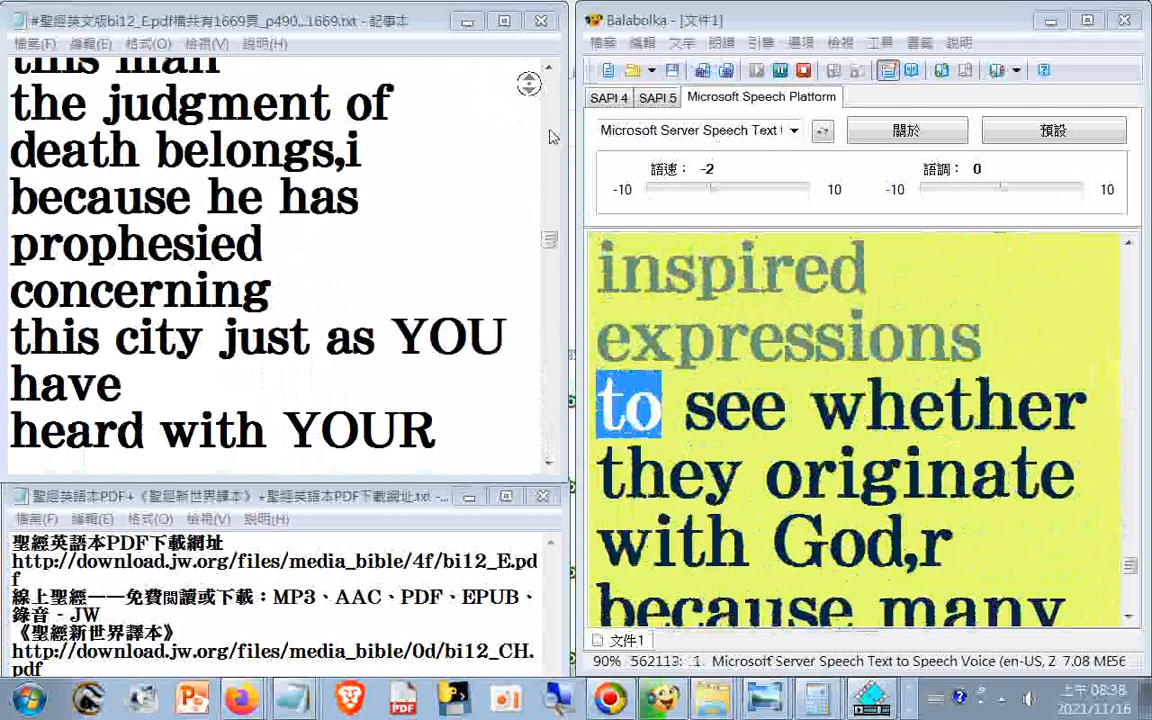 #聖經英文版bi12_E.pdf檔共有1669頁_p490,..1669.txt - 記事本
檔案(F) 編輯(E) 格式(O) 檢視(V) 說明(H)
this man
the judgment of
death belongs,i
because he has
prophesied
concerning
this city just as YOU
have
heard with YOUR
聖經英語本PDF+《聖經新世界譯本》+聖經英語本PDF下載網址.txt -...
檔案(F) 編輯(E) 格式(O) 檢視(V) 說明(H)
聖經英語本PDF下載網址
http://download.jw.org/files/media_bible/4f/bi12_E.pd
f
線上聖經——免費閱讀或下載：MP3、AAC、PDF、EPUB、
錄音 - JW
《聖經新世界譯本》
http://download.jw.org/files/media_bible/0d/bi12_CH.
pdf
Balabolka - [文件1]
檔案 編輯 文字 朗讀 引擎 選項 檢視 工具 書籤 說明
SAPI 4 SAPI 5 Microsoft Speech Platform
Microsoft Server Speech Text t 關於 預設
語速： -2 語調： 0
-10 10 -10 10
inspired
expressions
to see whether
they originate
with God,r
because many
文件1
90% 562113: 1 Microsoft Server Speech Text to Speech Voice (en-US, Z 7.08 ME56
上午 08:38
2021/11/16